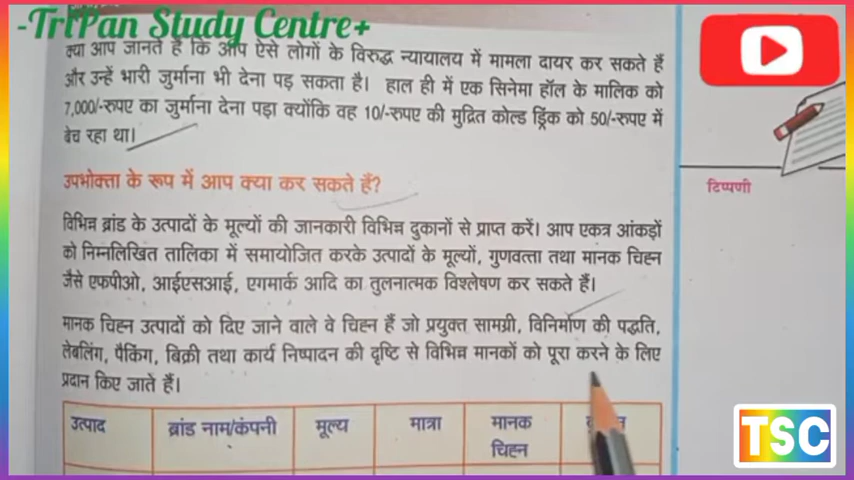 -TriPan Study Centre+
क्या आप जानते हैं कि आप ऐसे लोगों के विरुद्ध न्यायालय में मामला दायर कर सकते हैं
और उन्हें भारी जुर्माना भी देना पड़ सकता है। हाल ही में एक सिनेमा हॉल के मालिक को
7,000/-रुपए का जुर्माना देना पड़ा क्योंकि वह 10/-रुपए की मुद्रित कोल्ड ड्रिंक को 50/-रुपए में
बेच रहा था।
उपभोक्ता के रूप में आप क्या कर सकते हैं?
टिप्पणी
विभिन्न ब्रांड के उत्पादों के मूल्यों की जानकारी विभिन्न दुकानों से प्राप्त करें। आप एकत्र आंकड़ों
को निम्नलिखित तालिका में समायोजित करके उत्पादों के मूल्यों, गुणवत्ता तथा मानक चिह्न
जैसे एफपीओ, आईएसआई, एगमार्क आदि का तुलनात्मक विश्लेषण कर सकते हैं।
मानक चिह्न उत्पादों को दिए जाने वाले वे चिह्न हैं जो प्रयुक्त सामग्री, विनिर्माण की पद्धति,
लेबलिंग, पैकिंग, बिक्री तथा कार्य निष्पादन की दृष्टि से विभिन्न मानकों को पूरा करने के लिए
प्रदान किए जाते हैं।
उत्पाद ब्रांड नाम/कंपनी मूल्य मात्रा मानक
चिह्न
TSC